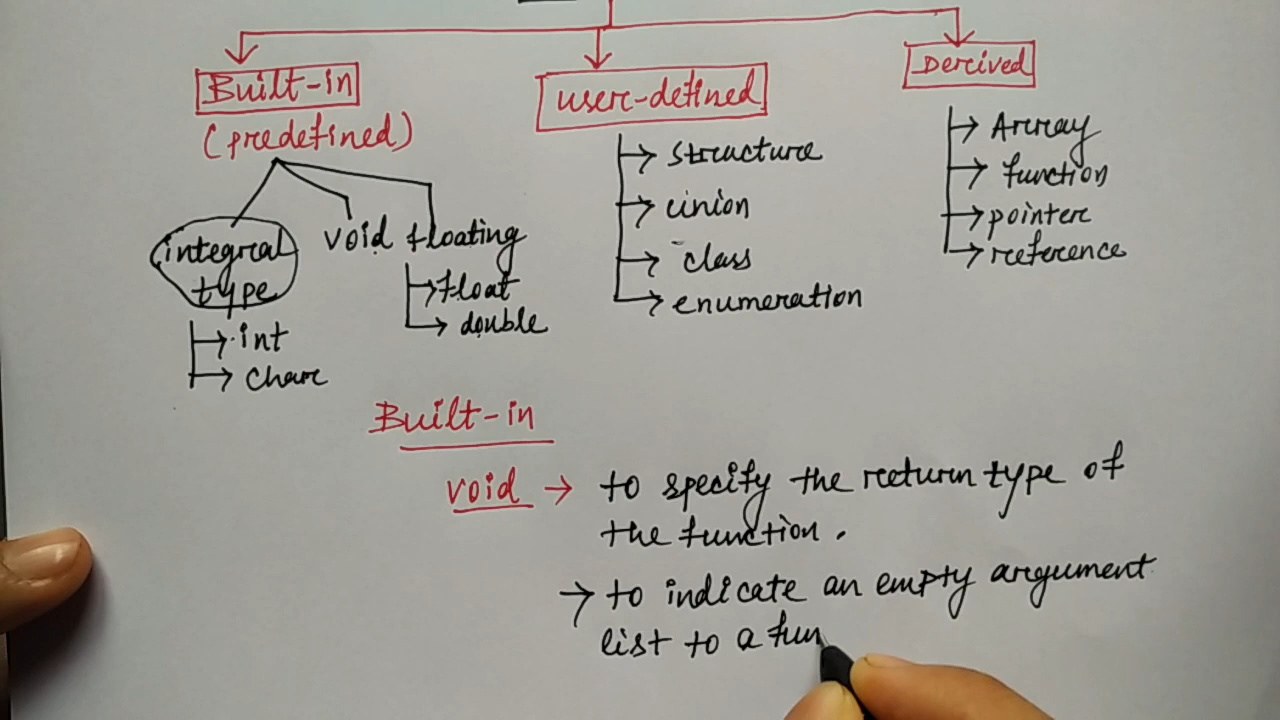 Built-in
user-defined
Derived
(predefined)
Array
structure
function
union
pointer
integral
type
void
floating
class
reference
float
enumeration
double
int
char
Built-in
void → to specify the return type of
the function.
→ to indicate an empty argument
list to a fun